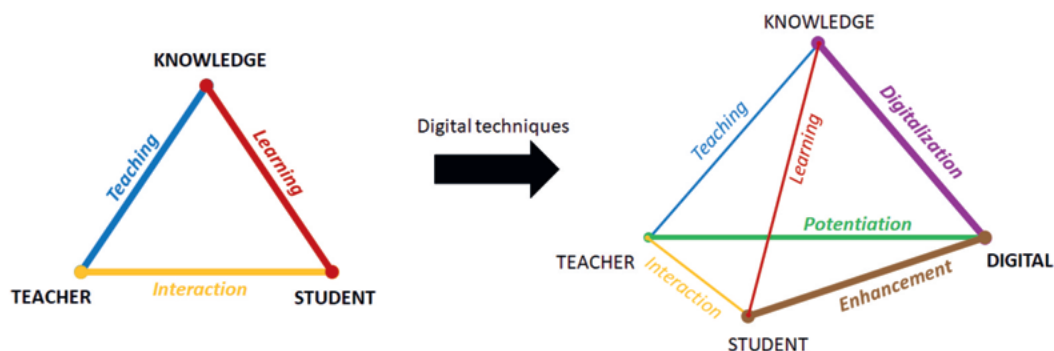 KNOWLEDGE
Teaching
Learning
TEACHER
Interaction
STUDENT
Digital techniques
KNOWLEDGE
Teaching
Learning
Digitalization
Potentiation
TEACHER
Interaction
DIGITAL
Enhancement
STUDENT